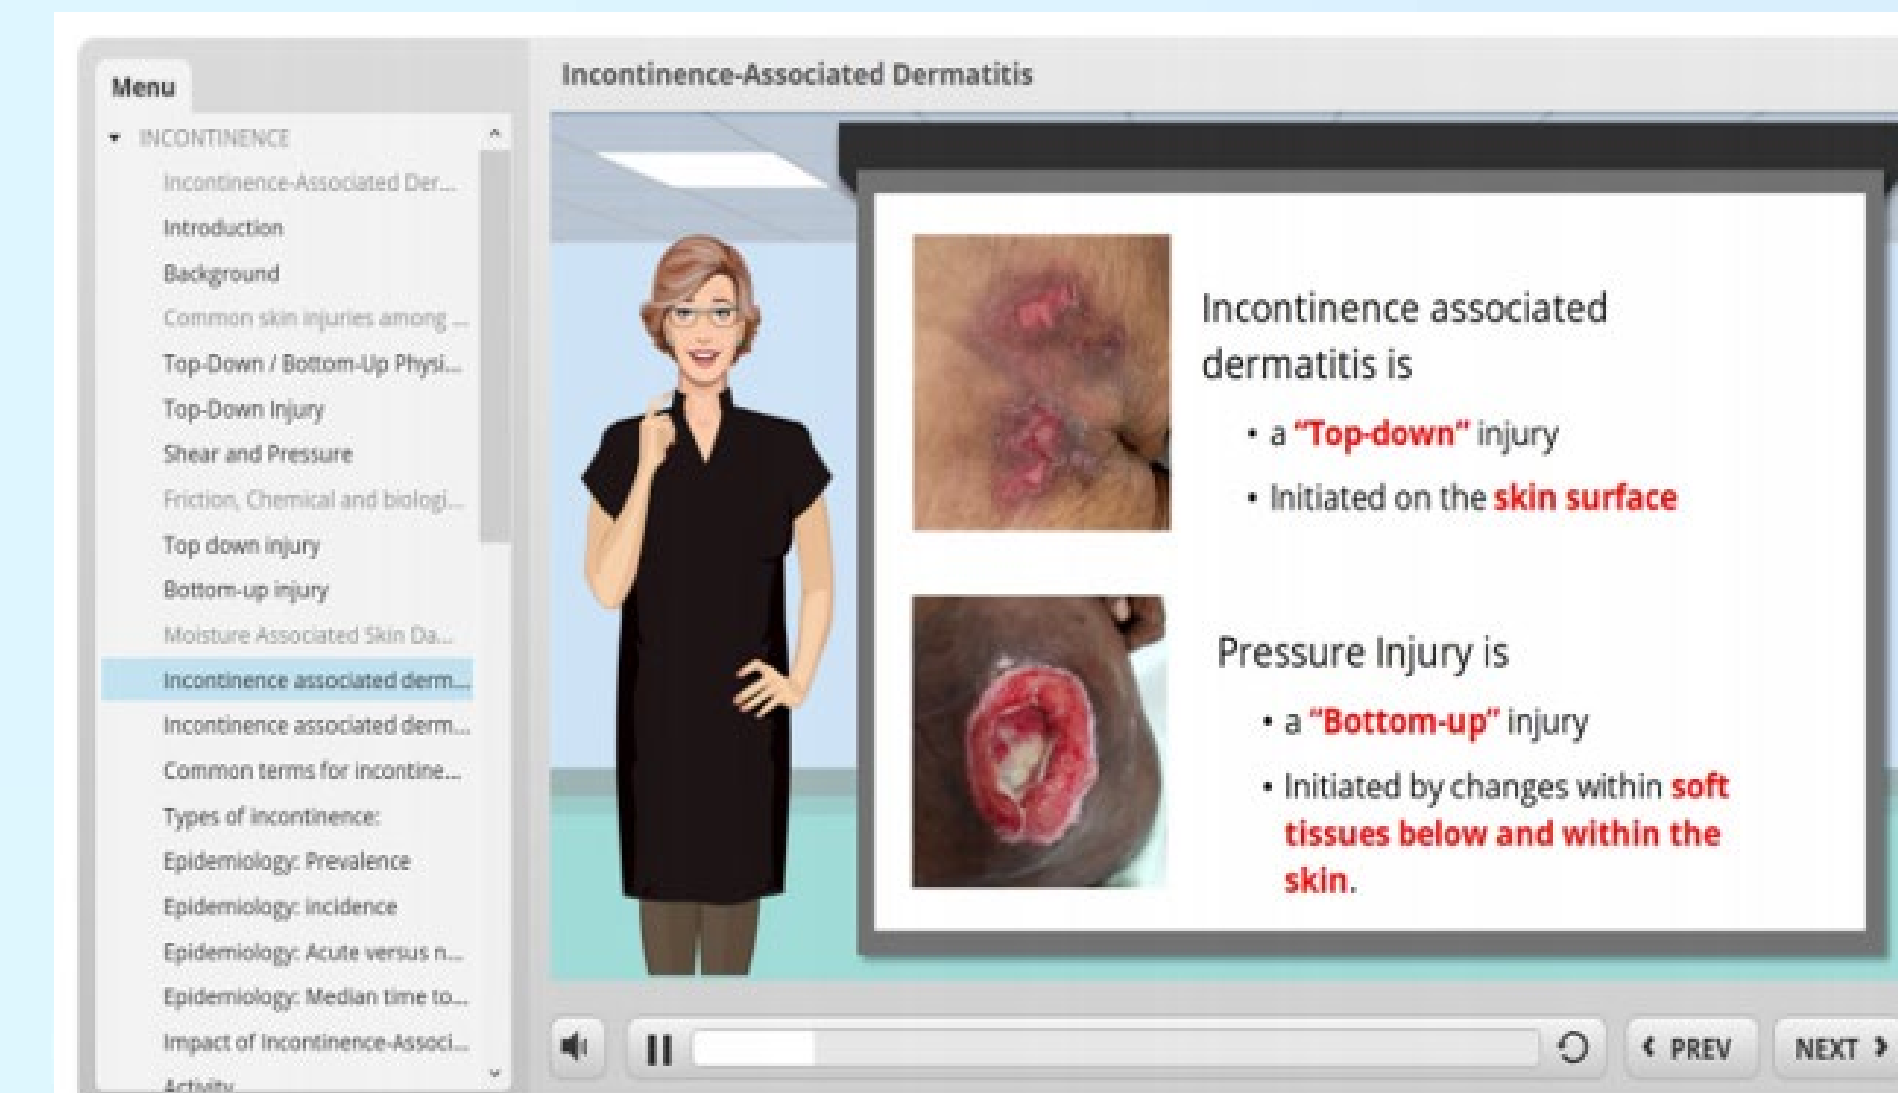 Menu
Incontinence-Associated Dermatitis
INCONTINENCE
Incontinence-Associated Der...
Introduction
Background
Common skin injuries among ...
Top-Down / Bottom-Up Physi...
Top-Down Injury
Shear and Pressure
Friction, Chemical and biologi...
Top down injury
Bottom-up injury
Moisture Associated Skin Da...
Incontinence associated derm...
Incontinence associated derm...
Common terms for incontine...
Types of incontinence:
Epidemiology: Prevalence
Epidemiology: incidence
Epidemiology: Acute versus n...
Epidemiology: Median time to...
Impact of Incontinence-Associ...
Activity
Incontinence associated
dermatitis is
• a “Top-down” injury
• Initiated on the skin surface
Pressure Injury is
• a “Bottom-up” injury
• Initiated by changes within soft
tissues below and within the
skin.
PREV
NEXT